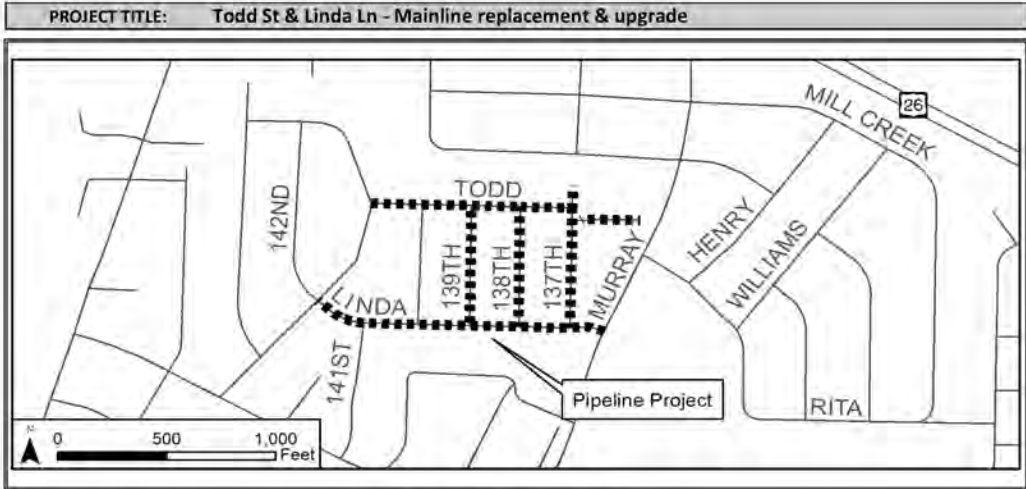 PROJECT TITLE: Todd St & Linda Ln - Mainline replacement & upgrade
26
MILL CREEK
TODD
142ND
HENRY
139TH
138TH
137TH
MURRAY
WILLIAMS
LINDA
141ST
Pipeline Project
RITA
N
0 500 1,000
Feet